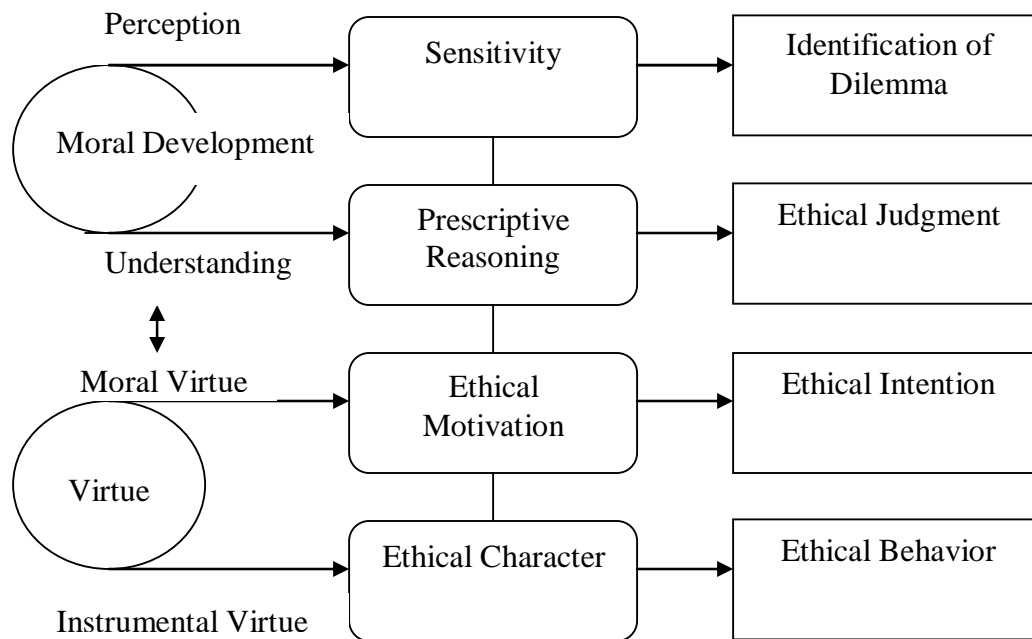 Perception
Sensitivity
Identification of
Dilemma
Moral Development
Prescriptive
Reasoning
Ethical Judgment
Understanding
Moral Virtue
Ethical
Motivation
Ethical Intention
Virtue
Ethical Character
Ethical Behavior
Instrumental Virtue